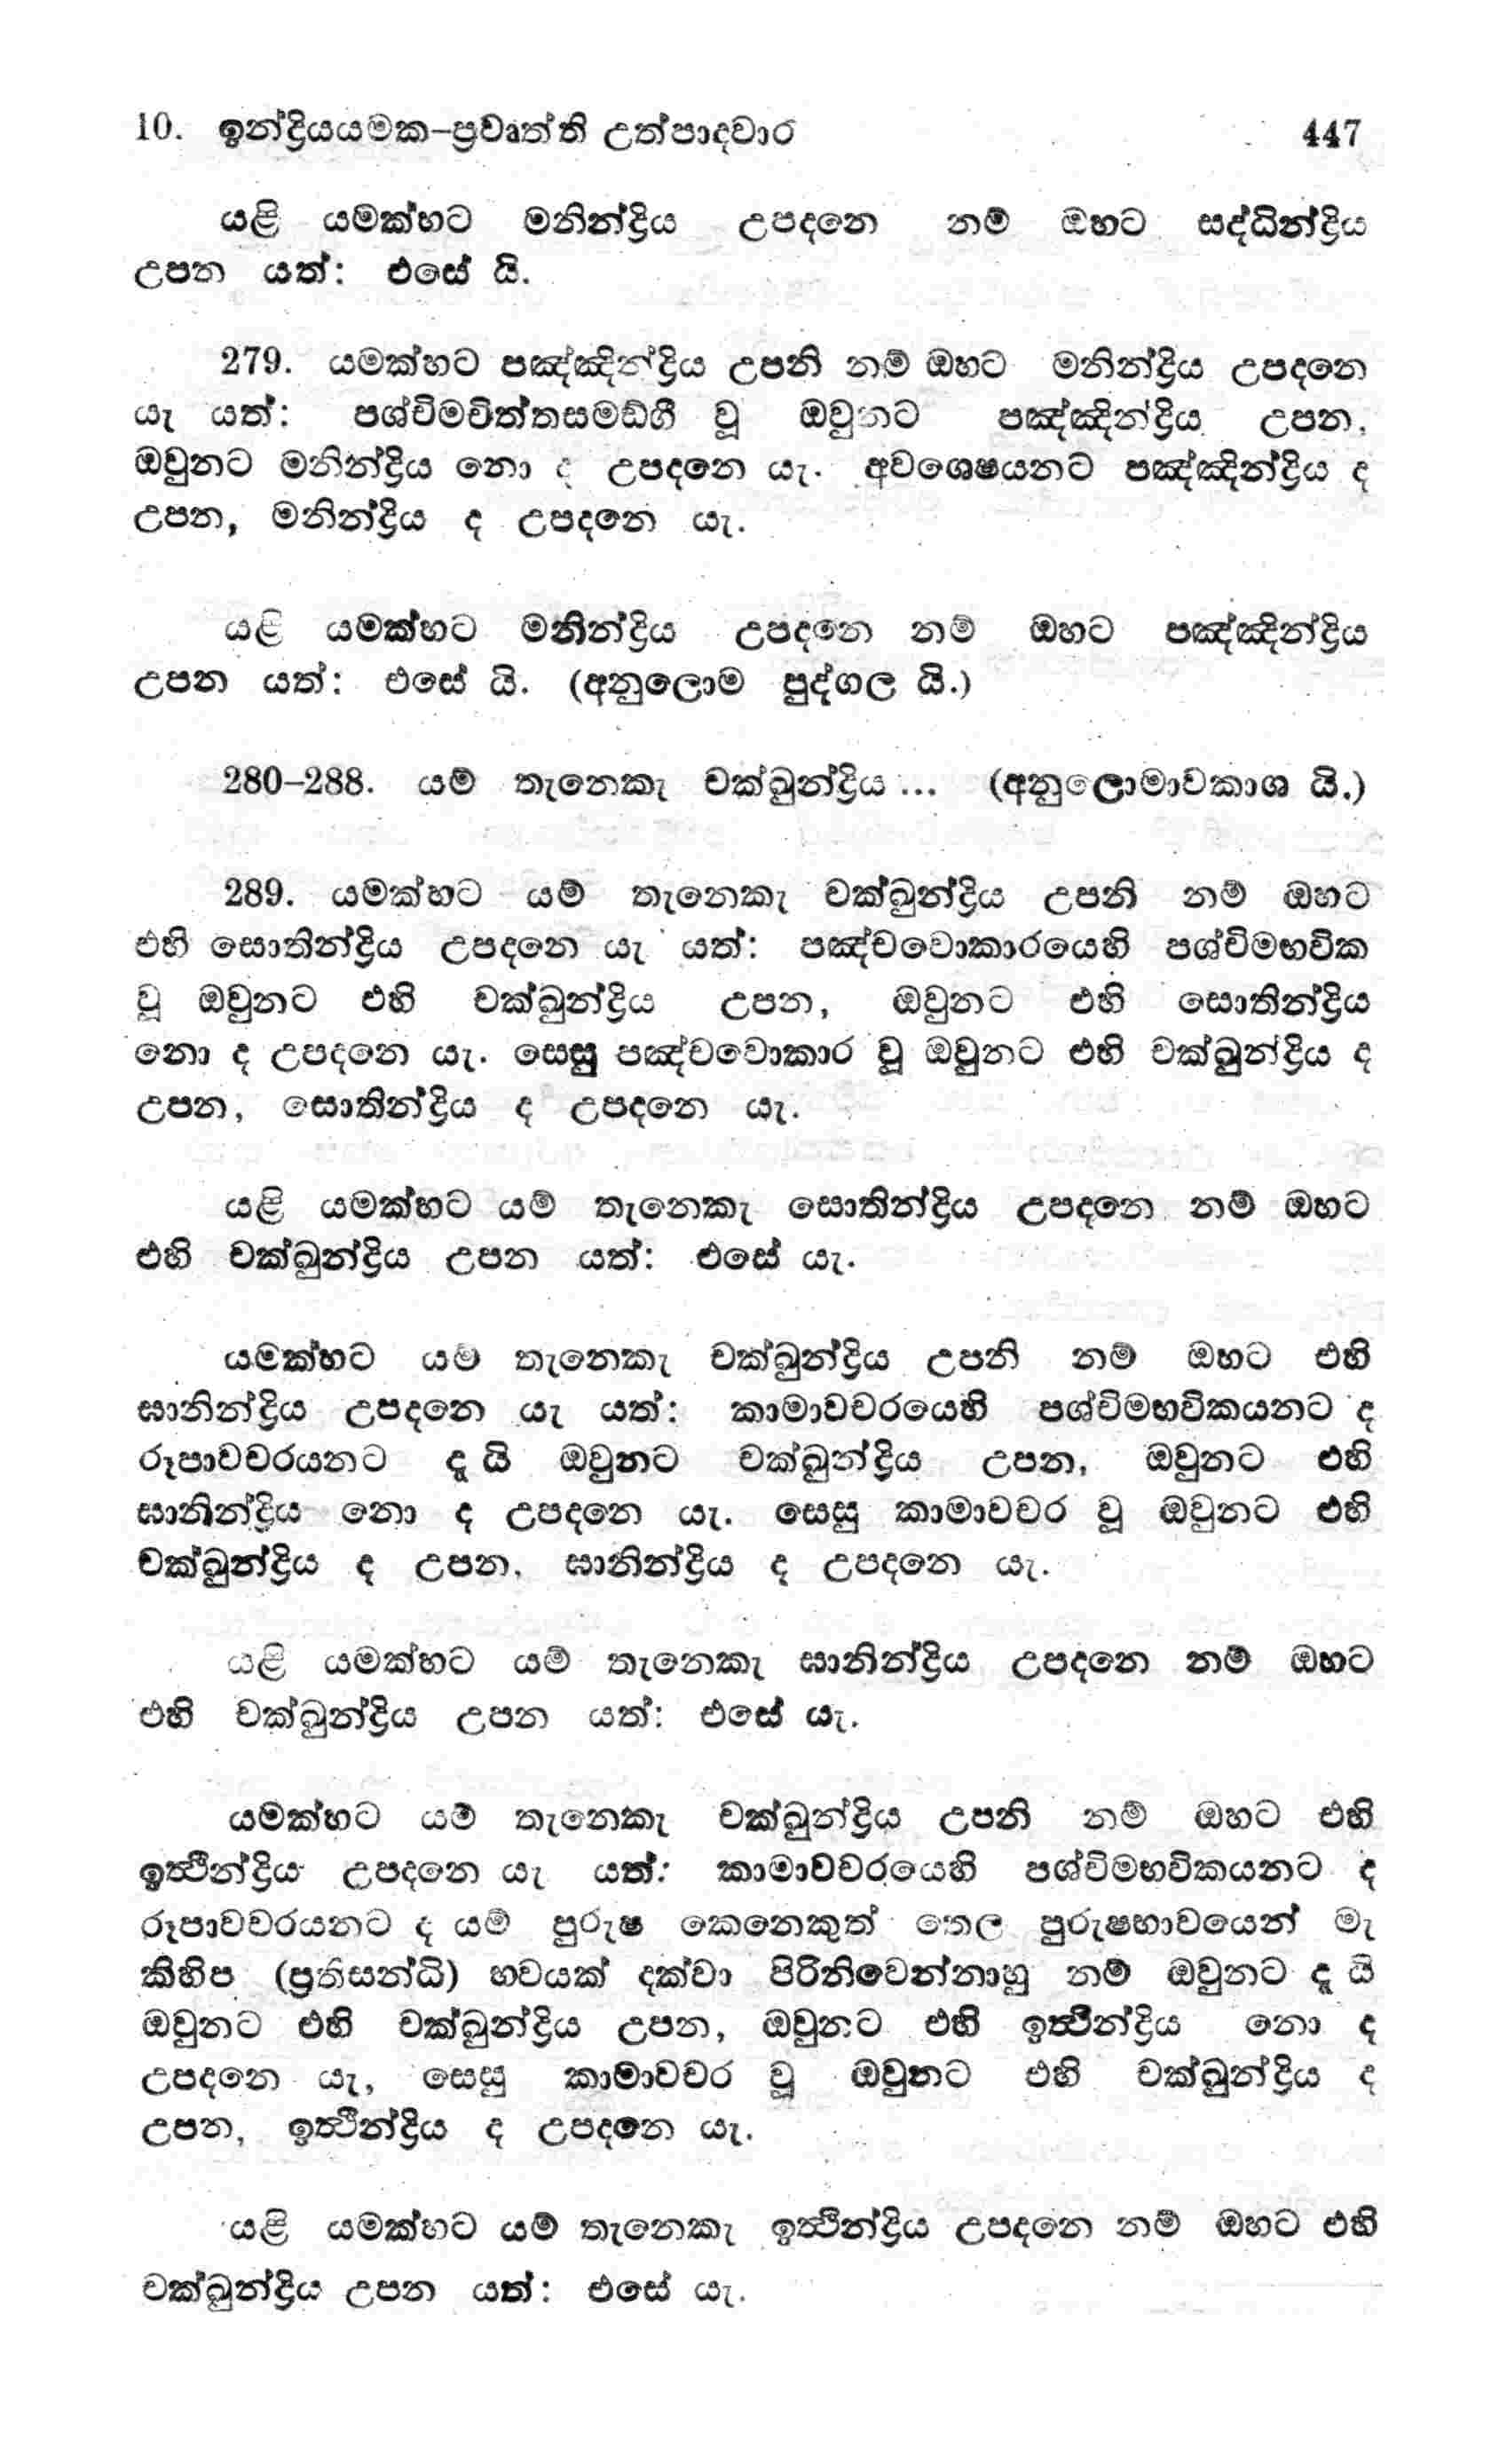 10. ඉන්ද්‍රියයමක-ප්‍රවෘත්ති උත්පාදවාර 447
යළි යමක්හට මනින්ද්‍රිය උපදනෙ නම් ඔහට සද්ධින්ද්‍රිය
උපන යත්: එසේ යි.
279. යමක්හට පඤ්ඤින්ද්‍රිය උපනි නම් ඔහට මනින්ද්‍රිය උපදනෙ
යැ යත්: පශ්චිමචිත්තසමඩ්ගී වූ ඔවුනට පඤ්ඤින්ද්‍රිය උපන,
ඔවුනට මනින්ද්‍රිය නො ද උපදනෙ යැ. අවශෙෂයනට පඤ්ඤින්ද්‍රිය ද
උපන, මනින්ද්‍රිය ද උපදනෙ යැ.
යළි යමක්හට මනින්ද්‍රිය උපදනෙ නම් ඔහට පඤ්ඤින්ද්‍රිය
උපන යත්: එසේ යි. (අනුලොම පුද්ගල යි.)
280-288. යම් තැනෙකැ චක්ඛුන්ද්‍රිය ... (අනුලොමාවකාශ යි.)
289. යමක්හට යම් තැනෙකැ චක්ඛුන්ද්‍රිය උපනි නම් ඔහට
එහි සොතින්ද්‍රිය උපදනෙ යැ යත්: පඤ්චවොකාරයෙහි පශ්චිමභවික
වූ ඔවුනට එහි චක්ඛුන්ද්‍රිය උපන, ඔවුනට එහි සොතින්ද්‍රිය
නො ද උපදනෙ යැ. සෙසු පඤ්චවොකාර වූ ඔවුනට එහි චක්ඛුන්ද්‍රිය ද
උපන, සොතින්ද්‍රිය ද උපදනෙ යැ.
යළි යමක්හට යම් තැනෙකැ සොතින්ද්‍රිය උපදනෙ නම් ඔහට
එහි චක්ඛුන්ද්‍රිය උපන යත්: එසේ යැ.
යමක්හට යම් තැනෙකැ චක්ඛුන්ද්‍රිය උපනි නම් ඔහට එහි
ඝානින්ද්‍රිය උපදනෙ යැ යත්: කාමාවචරයෙහි පශ්චිමභවිකයනට ද
රූපාවචරයනට ද යි ඔවුනට චක්ඛුන්ද්‍රිය උපන, ඔවුනට එහි
ඝානින්ද්‍රිය නො ද උපදනෙ යැ. සෙසු කාමාවචර වූ ඔවුනට එහි
චක්ඛුන්ද්‍රිය ද උපන, ඝානින්ද්‍රිය ද උපදනෙ යැ.
යළි යමක්හට යම් තැනෙකැ ඝානින්ද්‍රිය උපදනෙ නම් ඔහට
එහි චක්ඛුන්ද්‍රිය උපන යත්: එසේ යැ.
යමක්හට යම් තැනෙකැ චක්ඛුන්ද්‍රිය උපනි නම් ඔහට එහි
ඉත්‍ථින්ද්‍රිය උපදනෙ යැ යත්: කාමාවචරයෙහි පශ්චිමභවිකයනට ද
රූපාවචරයනට ද යම් පුරුෂ කෙනෙකුත් තෙල පුරුෂභාවයෙන් මැ
කිහිප (ප්‍රතිසන්ධි) භවයක් දක්වා පිරිනිවෙන්නාහු නම් ඔවුනට ද යි
ඔවුනට එහි චක්ඛුන්ද්‍රිය උපන, ඔවුනට එහි ඉත්‍ථින්ද්‍රිය නො ද
උපදනෙ යැ, සෙසු කාමාවචර වූ ඔවුනට එහි චක්ඛුන්ද්‍රිය ද
උපන, ඉත්‍ථින්ද්‍රිය ද උපදනෙ යැ.
යළි යමක්හට යම් තැනෙකැ ඉත්‍ථින්ද්‍රිය උපදනෙ නම් ඔහට එහි
චක්ඛුන්ද්‍රිය උපන යත්: එසේ යැ.